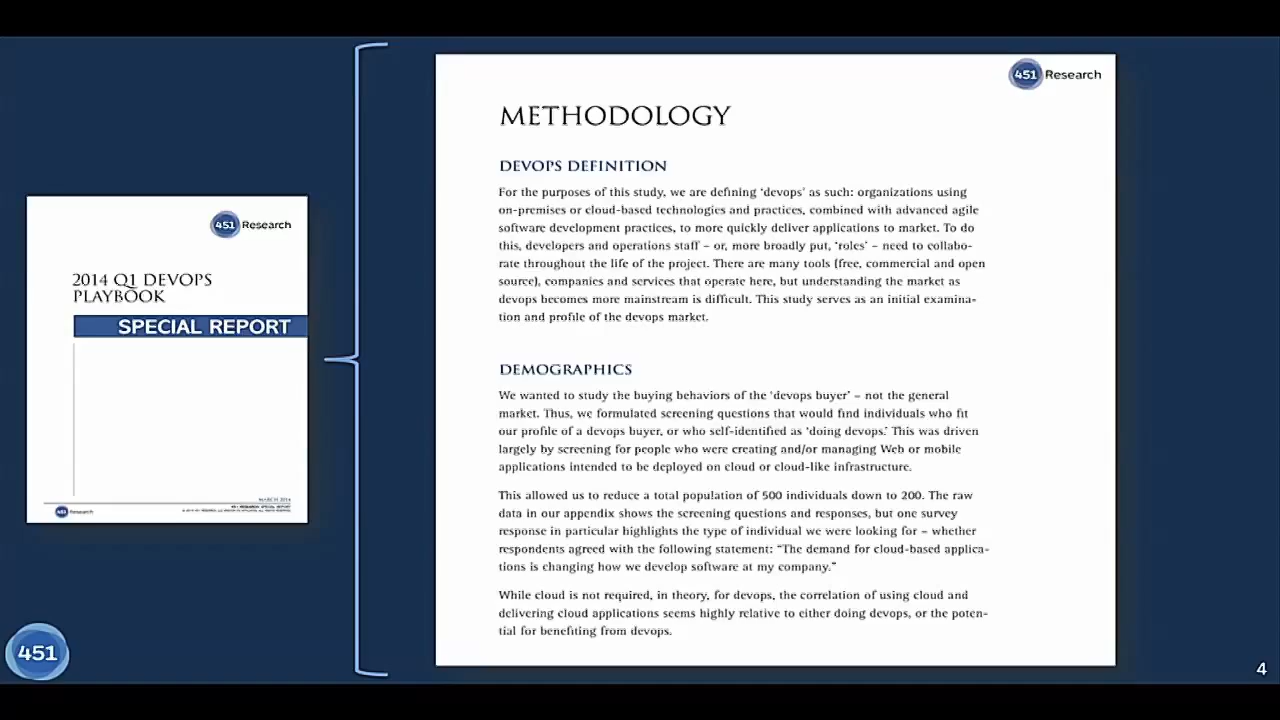 451 Research
2014 Q1 DEVOPS
PLAYBOOK
SPECIAL REPORT
MARCH 2014
451 Research
451
451 Research
METHODOLOGY
DEVOPS DEFINITION
For the purposes of this study, we are defining ‘devops’ as such: organizations using
on-premises or cloud-based technologies and practices, combined with advanced agile
software development practices, to more quickly deliver applications to market. To do
this, developers and operations staff – or, more broadly put, ‘roles’ – need to collabo-
rate throughout the life of the project. There are many tools (free, commercial and open
source), companies and services that operate here, but understanding the market as
devops becomes more mainstream is difficult. This study serves as an initial examina-
tion and profile of the devops market.
DEMOGRAPHICS
We wanted to study the buying behaviors of the ‘devops buyer’ – not the general
market. Thus, we formulated screening questions that would find individuals who fit
our profile of a devops buyer, or who self-identified as ‘doing devops.’ This was driven
largely by screening for people who were creating and/or managing Web or mobile
applications intended to be deployed on cloud or cloud-like infrastructure.
This allowed us to reduce a total population of 500 individuals down to 200. The raw
data in our appendix shows the screening questions and responses, but one survey
response in particular highlights the type of individual we were looking for – whether
respondents agreed with the following statement: “The demand for cloud-based applica-
tions is changing how we develop software at my company.”
While cloud is not required, in theory, for devops, the correlation of using cloud and
delivering cloud applications seems highly relative to either doing devops, or the poten-
tial for benefiting from devops.
4